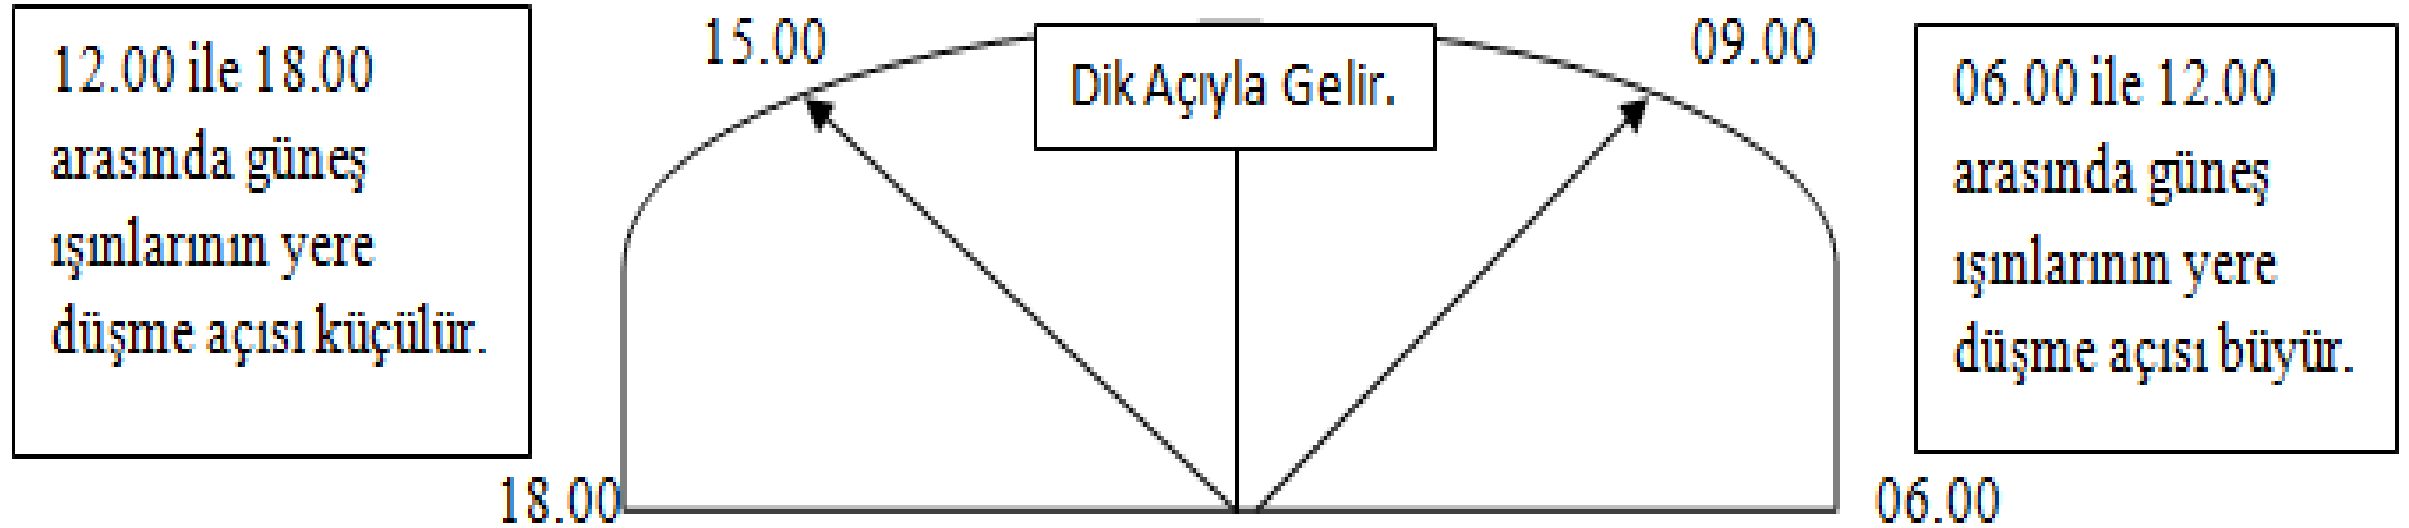 12.00 ile 18.00
arasında güneş
ışınlarının yere
düşme açısı küçülür.
15.00
Dik Açıyla Gelir.
09.00
06.00 ile 12.00
arasında güneş
ışınlarının yere
düşme açısı büyür.
18.00
06.00